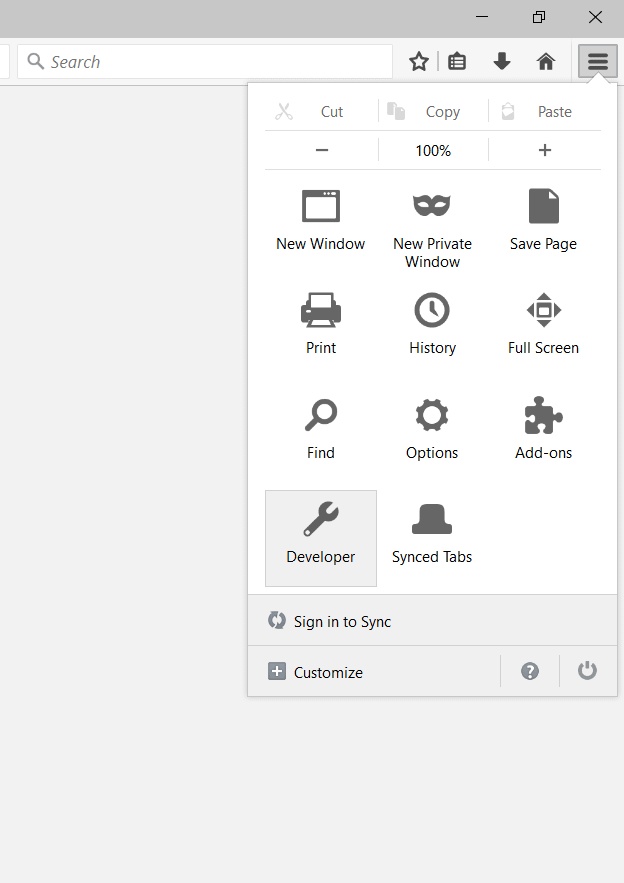 Search
Cut Copy Paste
− 100% +
New Window New Private Window Save Page
Print History Full Screen
Find Options Add-ons
Developer Synced Tabs
Sign in to Sync
Customize ?